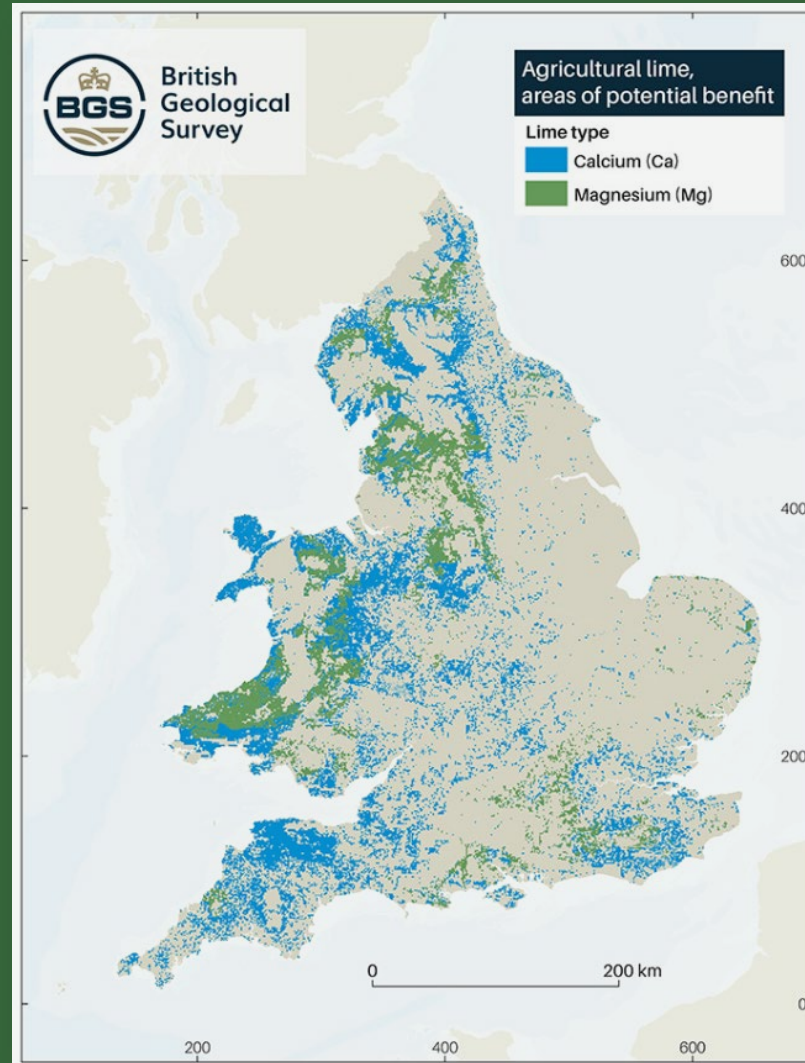 BGS
British
Geological
Survey
Agricultural lime,
areas of potential benefit
Lime type
Calcium (Ca)
Magnesium (Mg)
600
400
200
0
0 200 km
200 400 600